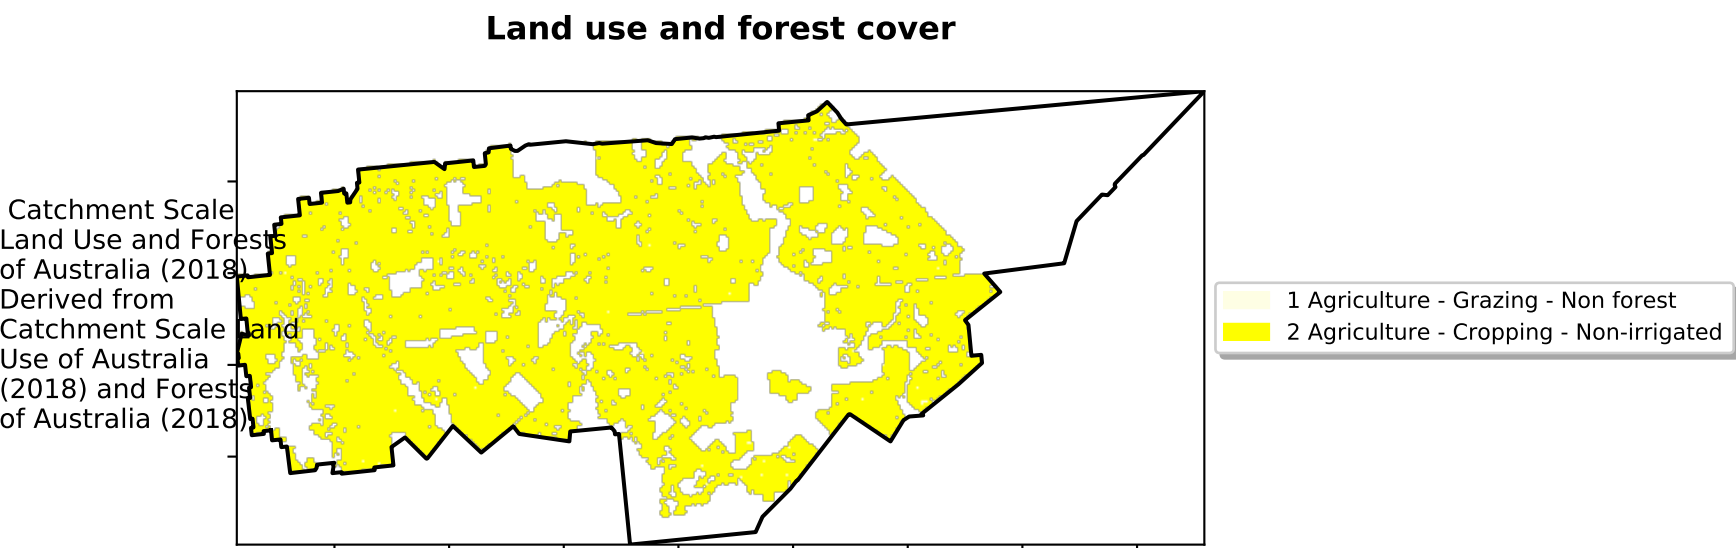 Land use and forest cover
Catchment Scale
Land Use and Forests
of Australia (2018)
Derived from
Catchment Scale Land
Use of Australia
(2018) and Forests
of Australia (2018)
1 Agriculture - Grazing - Non forest
2 Agriculture - Cropping - Non-irrigated